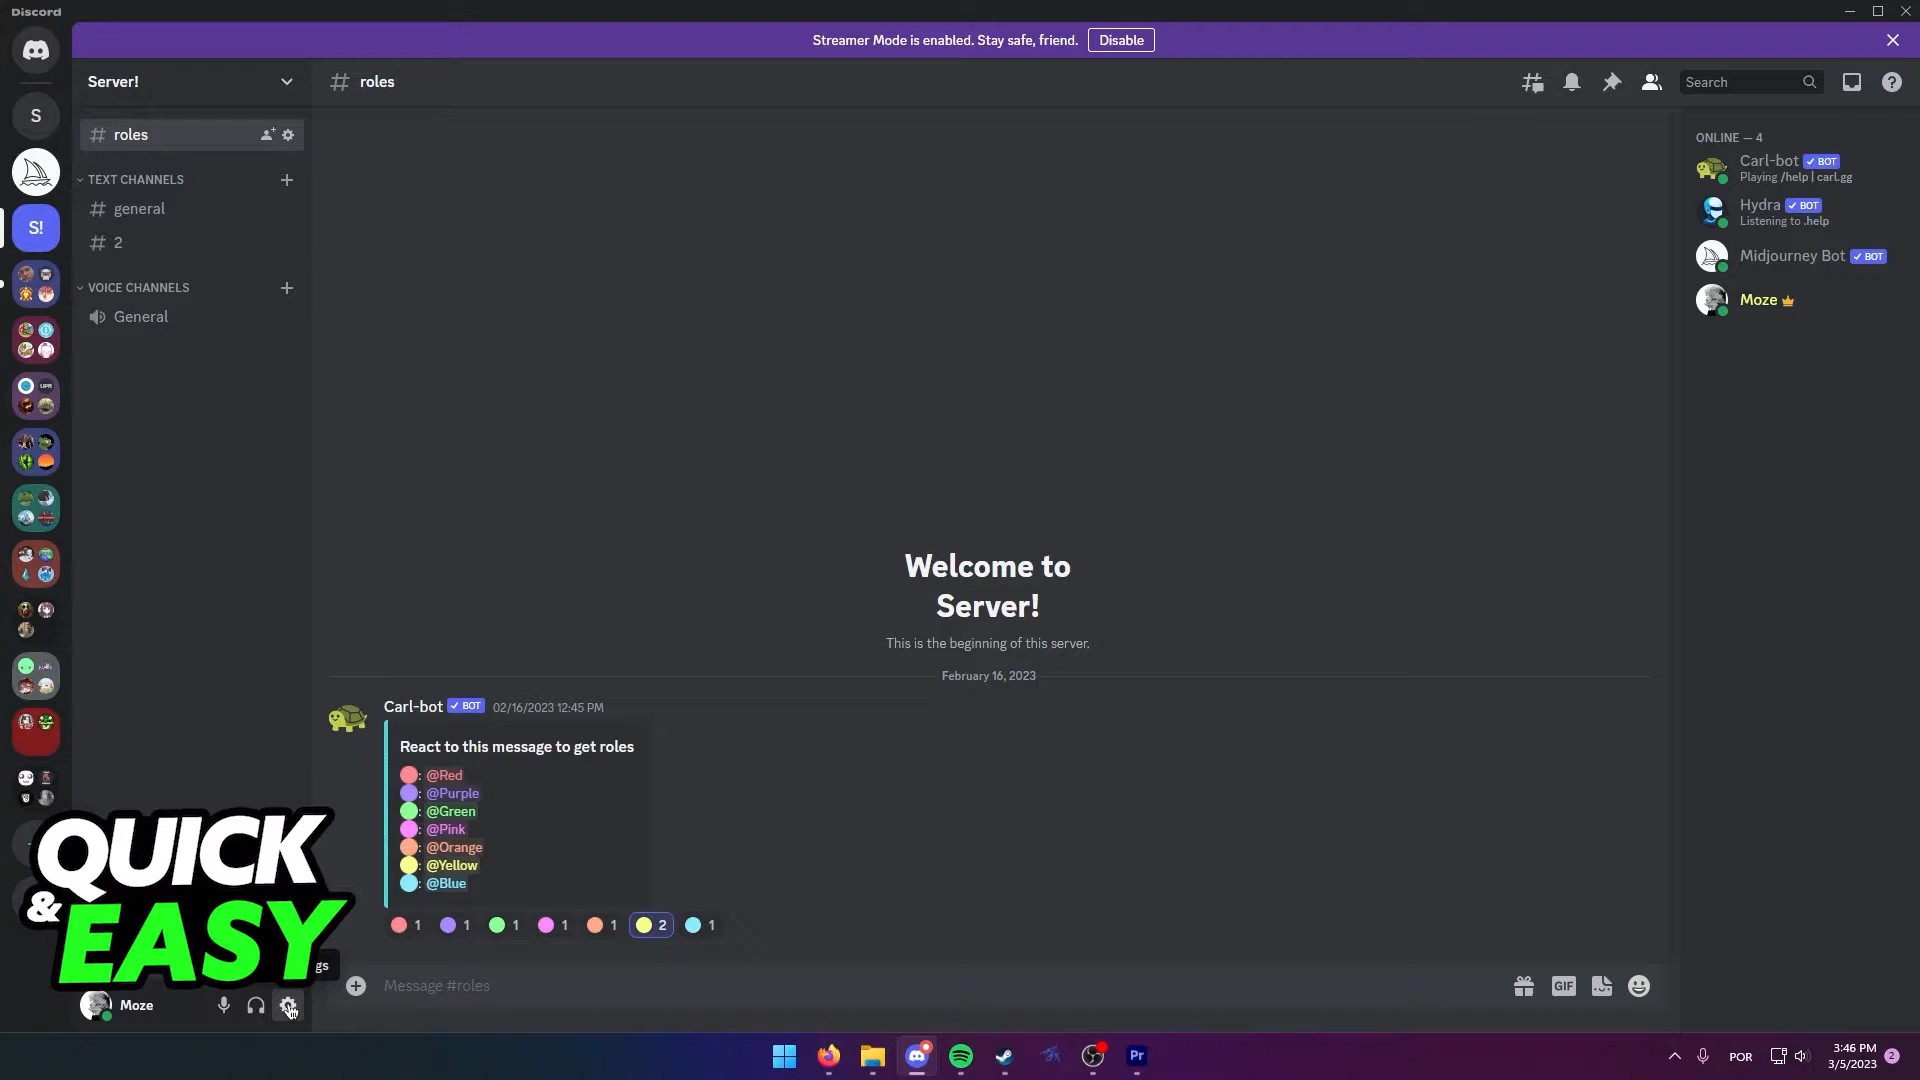 Discord
Streamer Mode is enabled. Stay safe, friend.
Disable
Server!
roles
Search
S
roles
ONLINE — 4
Carl-bot
BOT
Playing /help | carl.gg
TEXT CHANNELS
general
Hydra
BOT
Listening to .help
S!
2
Midjourney Bot
BOT
VOICE CHANNELS
Moze
General
Welcome to
Server!
This is the beginning of this server.
February 16, 2023
Carl-bot
BOT
02/16/2023 12:45 PM
React to this message to get roles
: @Red
: @Purple
: @Green
: @Pink
: @Orange
: @Yellow
: @Blue
1
1
1
1
1
2
1
QUICK
& EASY
gs
Message #roles
GIF
Moze
Pr
POR
3:46 PM
3/5/2023
2